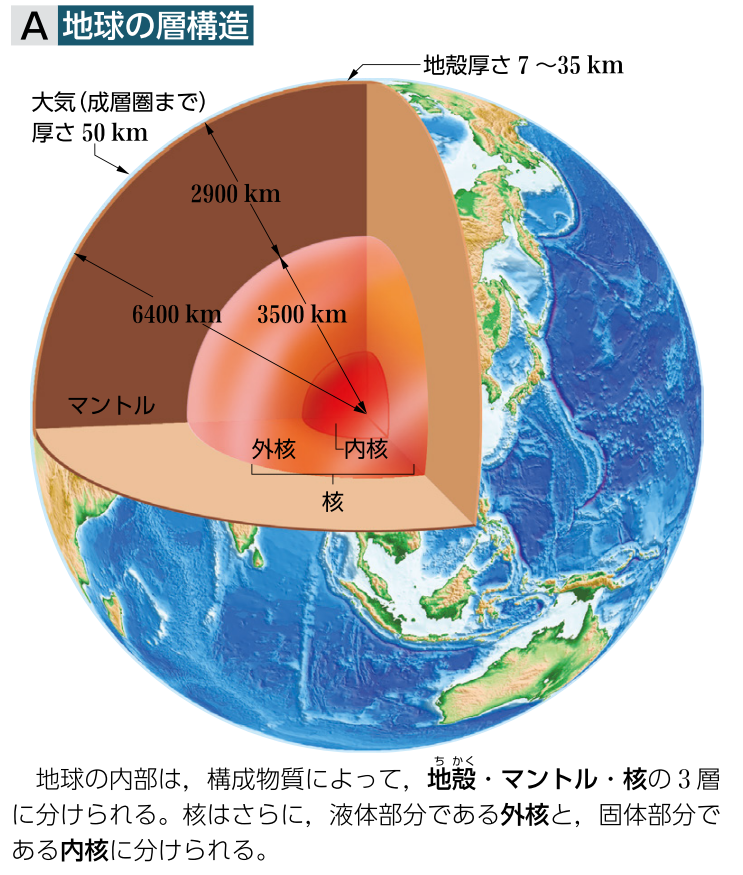 A 地球の層構造
地殻厚さ 7 〜35 km
大気（成層圏まで）
厚さ 50 km
2900 km
6400 km
3500 km
マントル
外核
内核
核
ち かく
地球の内部は，構成物質によって，地殻・マントル・核の 3 層
に分けられる。核はさらに，液体部分である外核と，固体部分で
ある内核に分けられる。